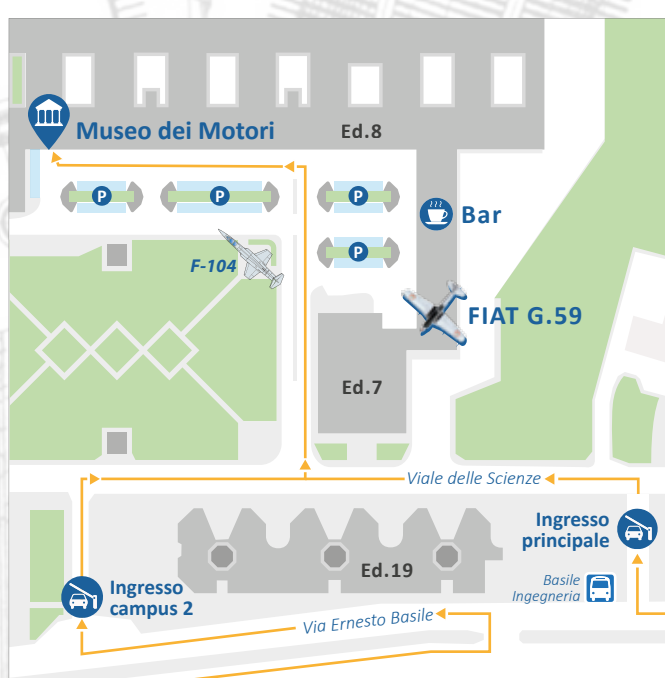 Museo dei Motori
Ed.8
P
P
P
Bar
P
F-104
FIAT G.59
Ed.7
Viale delle Scienze
Ingresso
principale
Ed.19
Basile
Ingegneria
Ingresso
campus 2
Via Ernesto Basile